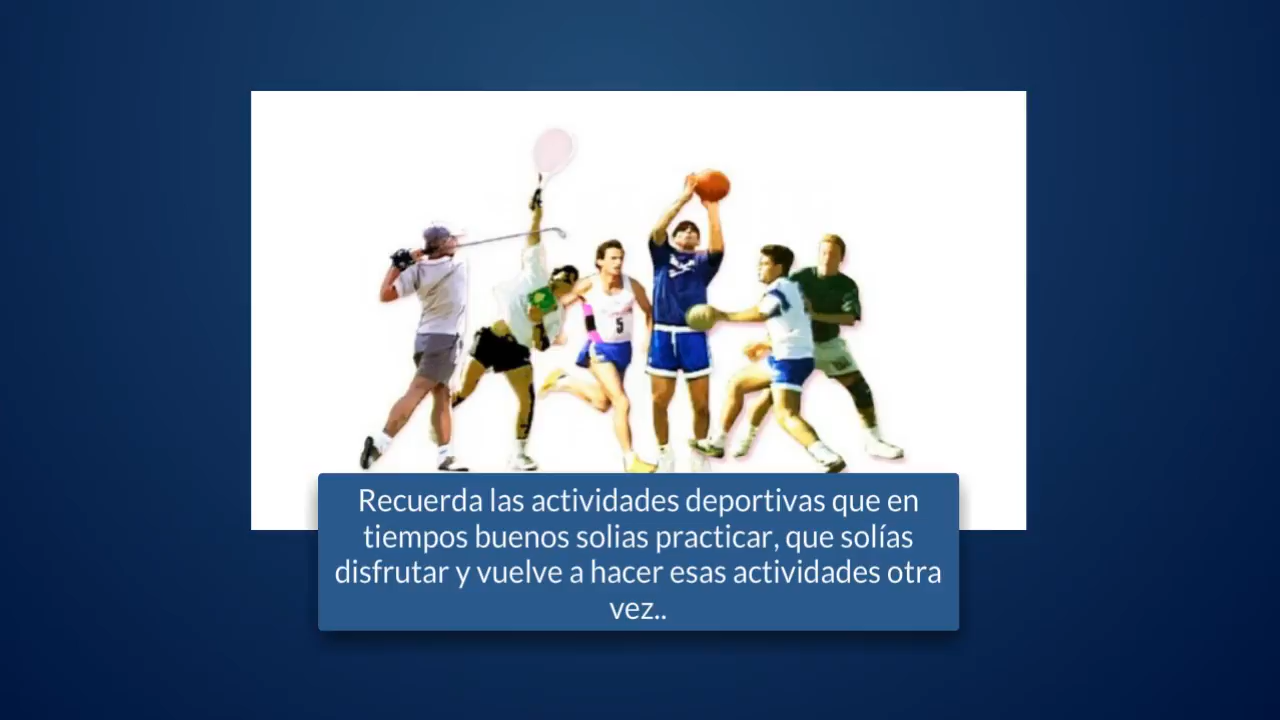 5
Recuerda las actividades deportivas que en
tiempos buenos solias practicar, que solías
disfrutar y vuelve a hacer esas actividades otra
vez..